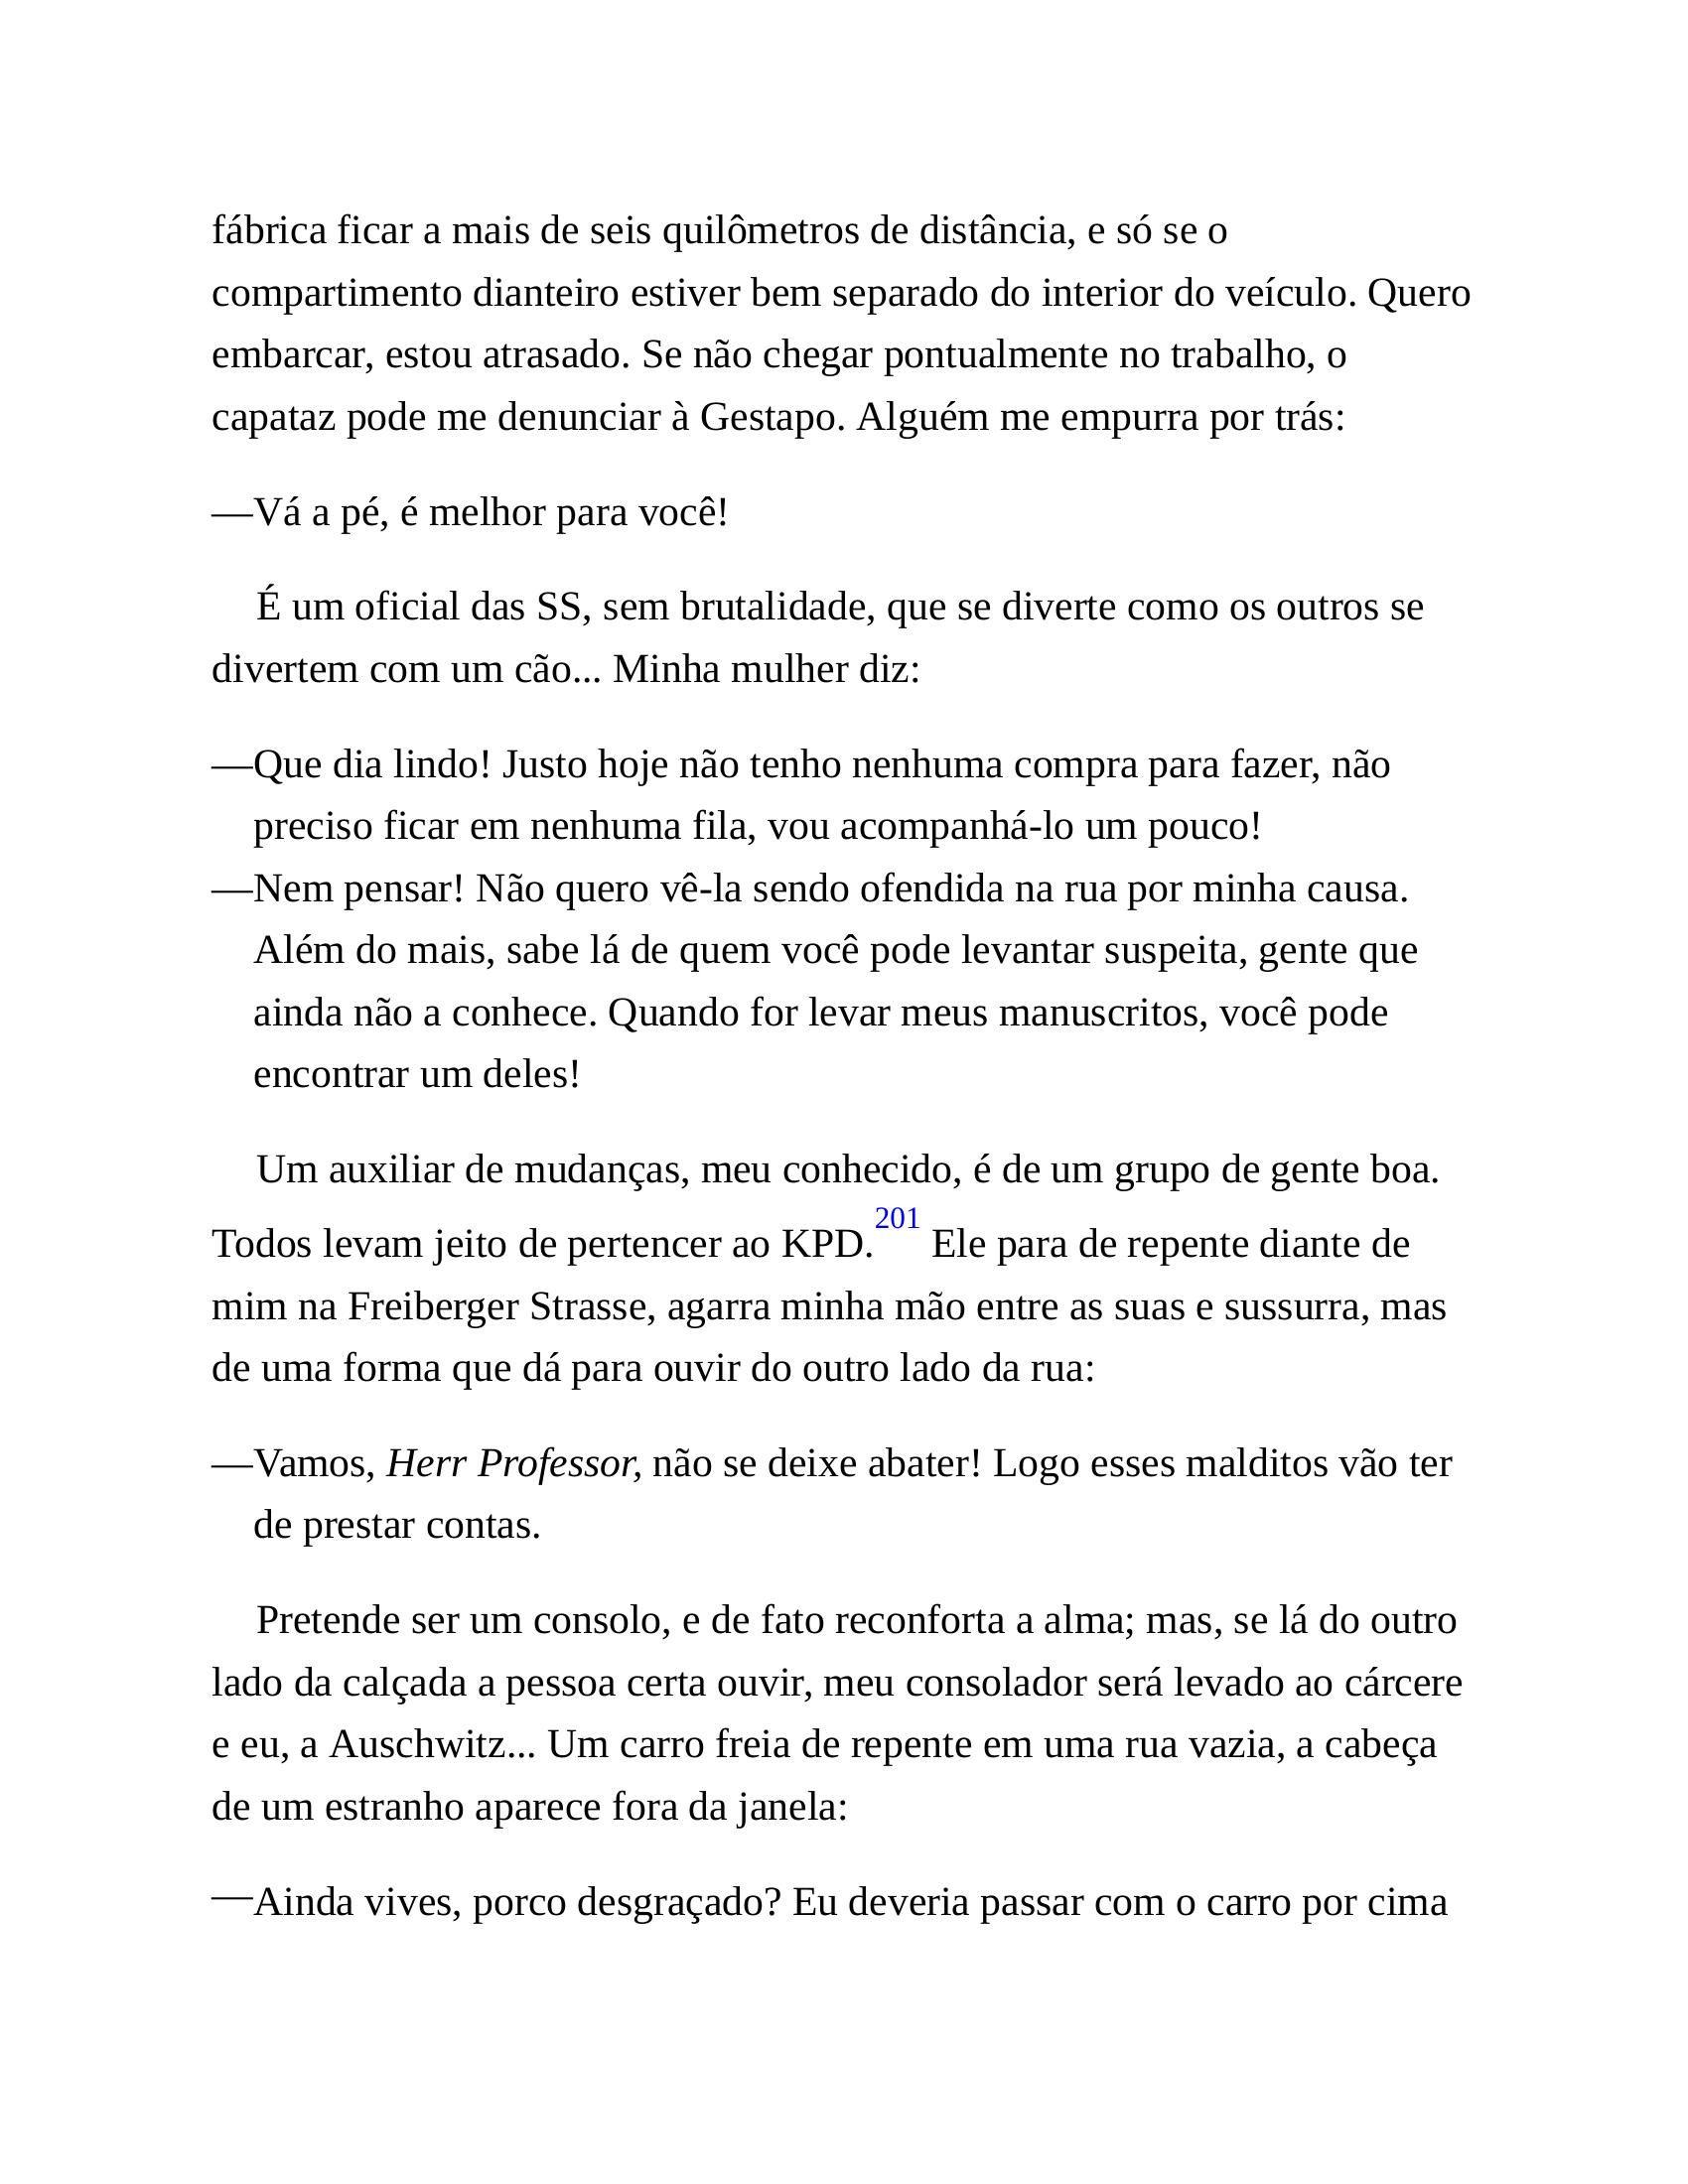 fábrica ficar a mais de seis quilômetros de distância, e só se o
compartimento dianteiro estiver bem separado do interior do veículo. Quero
embarcar, estou atrasado. Se não chegar pontualmente no trabalho, o
capataz pode me denunciar à Gestapo. Alguém me empurra por trás:
—Vá a pé, é melhor para você!
É um oficial das SS, sem brutalidade, que se diverte como os outros se
divertem com um cão... Minha mulher diz:
—Que dia lindo! Justo hoje não tenho nenhuma compra para fazer, não
preciso ficar em nenhuma fila, vou acompanhá-lo um pouco!
—Nem pensar! Não quero vê-la sendo ofendida na rua por minha causa.
Além do mais, sabe lá de quem você pode levantar suspeita, gente que
ainda não a conhece. Quando for levar meus manuscritos, você pode
encontrar um deles!
Um auxiliar de mudanças, meu conhecido, é de um grupo de gente boa.
Todos levam jeito de pertencer ao KPD.201 Ele para de repente diante de
mim na Freiberger Strasse, agarra minha mão entre as suas e sussurra, mas
de uma forma que dá para ouvir do outro lado da rua:
—Vamos, Herr Professor, não se deixe abater! Logo esses malditos vão ter
de prestar contas.
Pretende ser um consolo, e de fato reconforta a alma; mas, se lá do outro
lado da calçada a pessoa certa ouvir, meu consolador será levado ao cárcere
e eu, a Auschwitz... Um carro freia de repente em uma rua vazia, a cabeça
de um estranho aparece fora da janela:
—Ainda vives, porco desgraçado? Eu deveria passar com o carro por cima